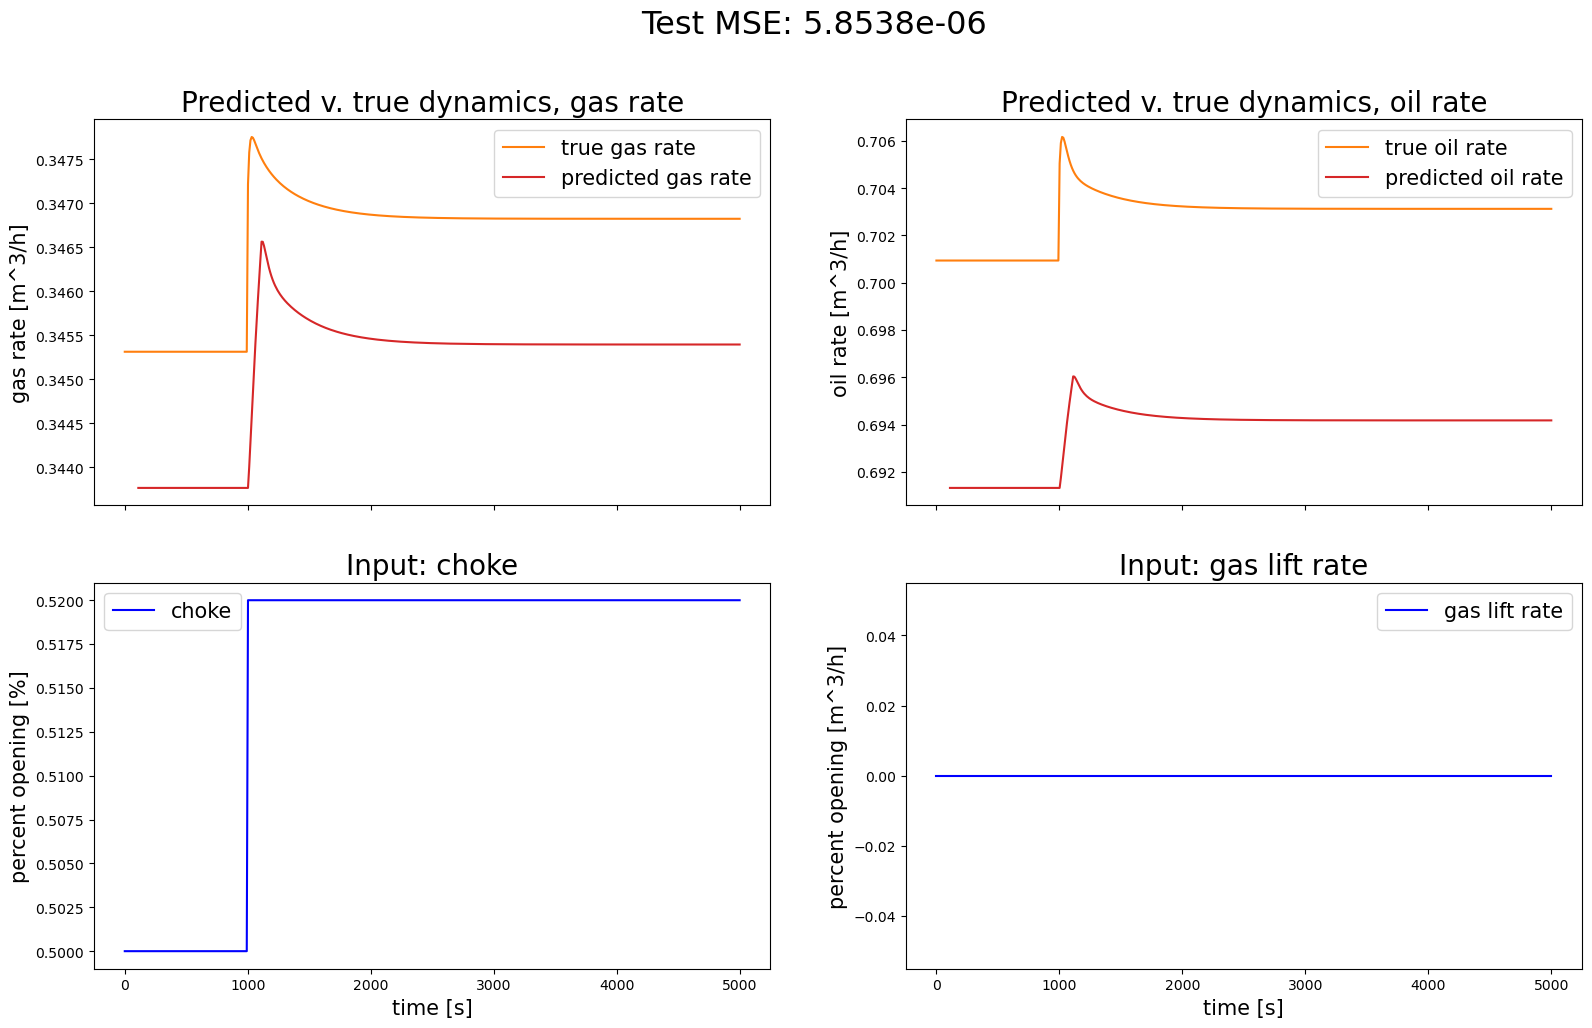 Test MSE: 5.8538e-06
Predicted v. true dynamics, gas rate
gas rate [m^3/h]
0.3475
0.3470
0.3465
0.3460
0.3455
0.3450
0.3445
0.3440
true gas rate
predicted gas rate
Predicted v. true dynamics, oil rate
oil rate [m^3/h]
0.706
0.704
0.702
0.700
0.698
0.696
0.694
0.692
true oil rate
predicted oil rate
Input: choke
percent opening [%]
0.5200
0.5175
0.5150
0.5125
0.5100
0.5075
0.5050
0.5025
0.5000
choke
0 1000 2000 3000 4000 5000
time [s]
Input: gas lift rate
percent opening [m^3/h]
0.04
0.02
0.00
−0.02
−0.04
gas lift rate
0 1000 2000 3000 4000 5000
time [s]